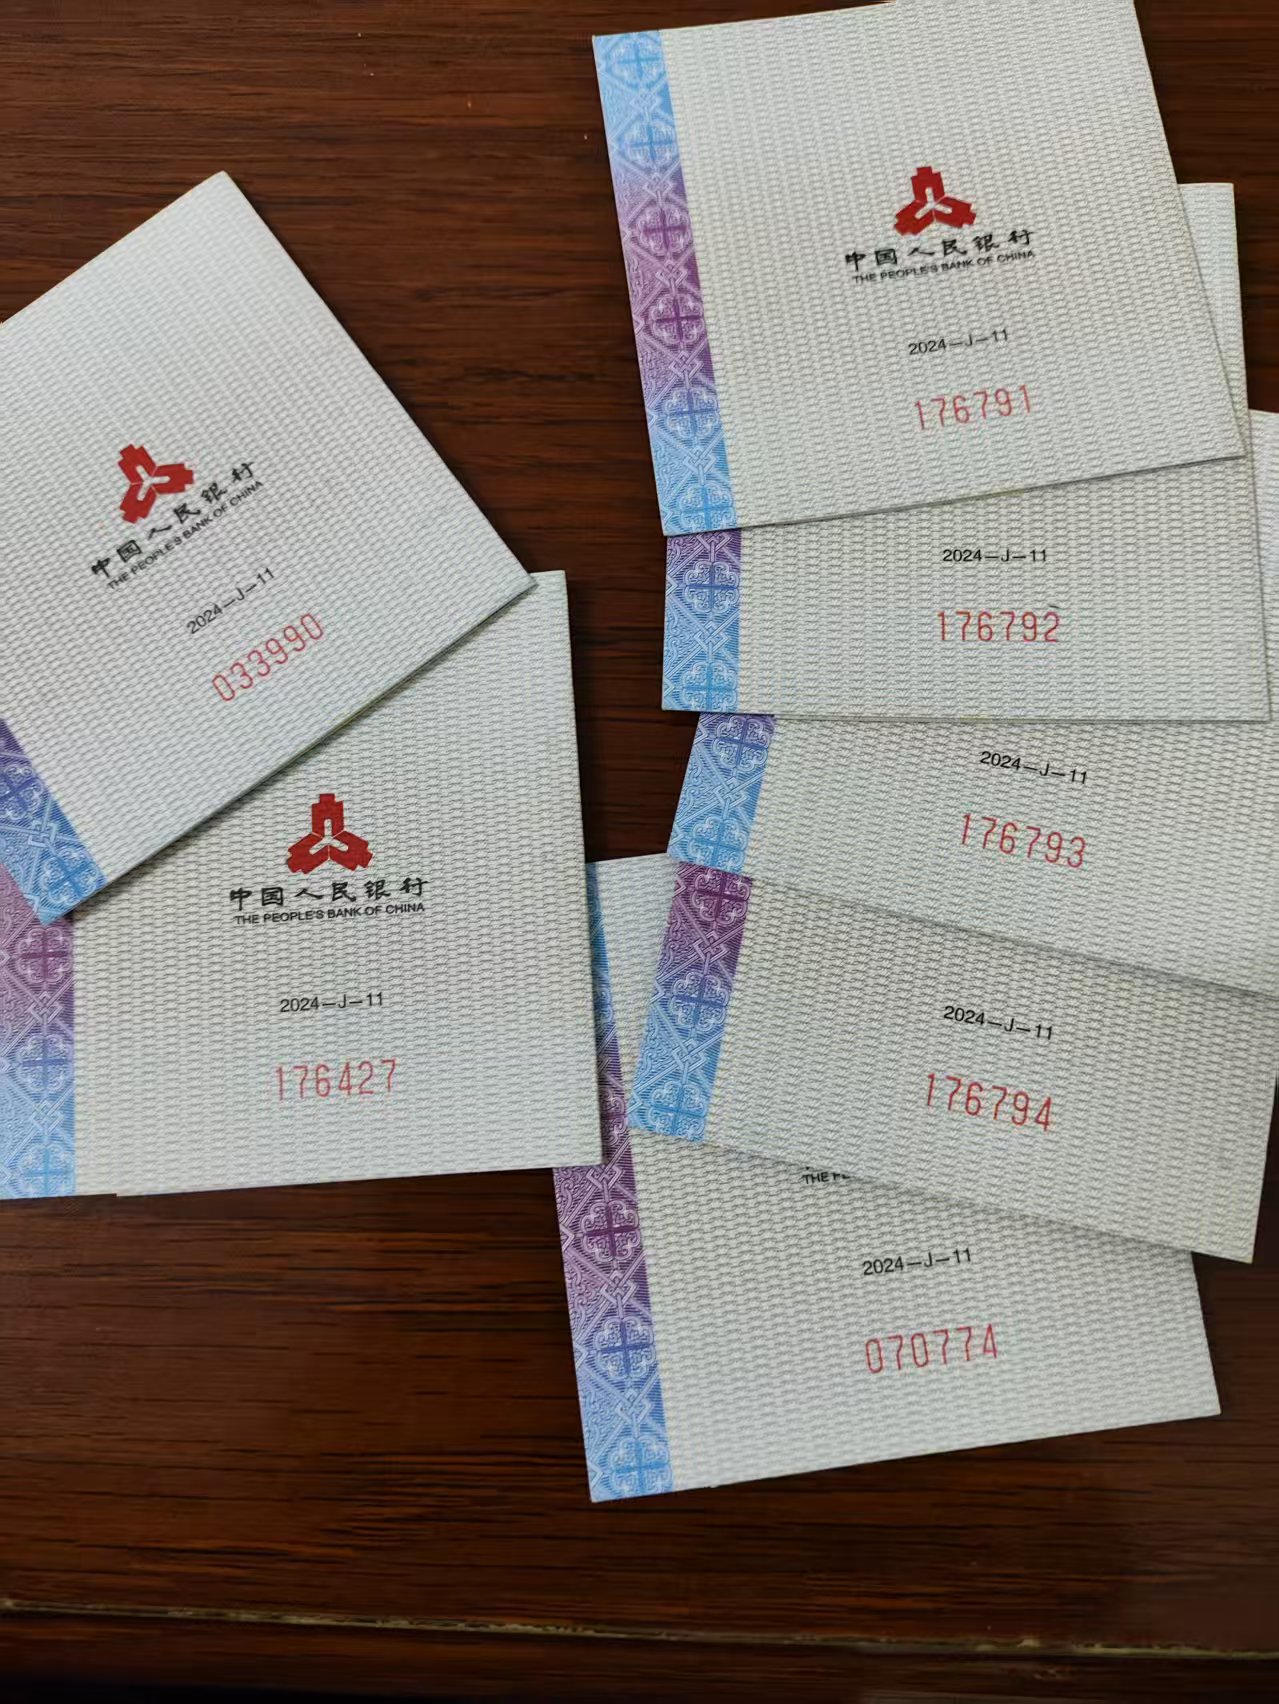 中国人民银行
THE PEOPLE'S BANK OF CHINA
2024—J—11
033990
中国人民银行
THE PEOPLE'S BANK OF CHINA
2024—J—11
176427
中国人民银行
THE PEOPLE'S BANK OF CHINA
2024—J—11
176791
2024—J—11
176792
2024—J—11
176793
2024—J—11
176794
THE
2024—J—11
070774